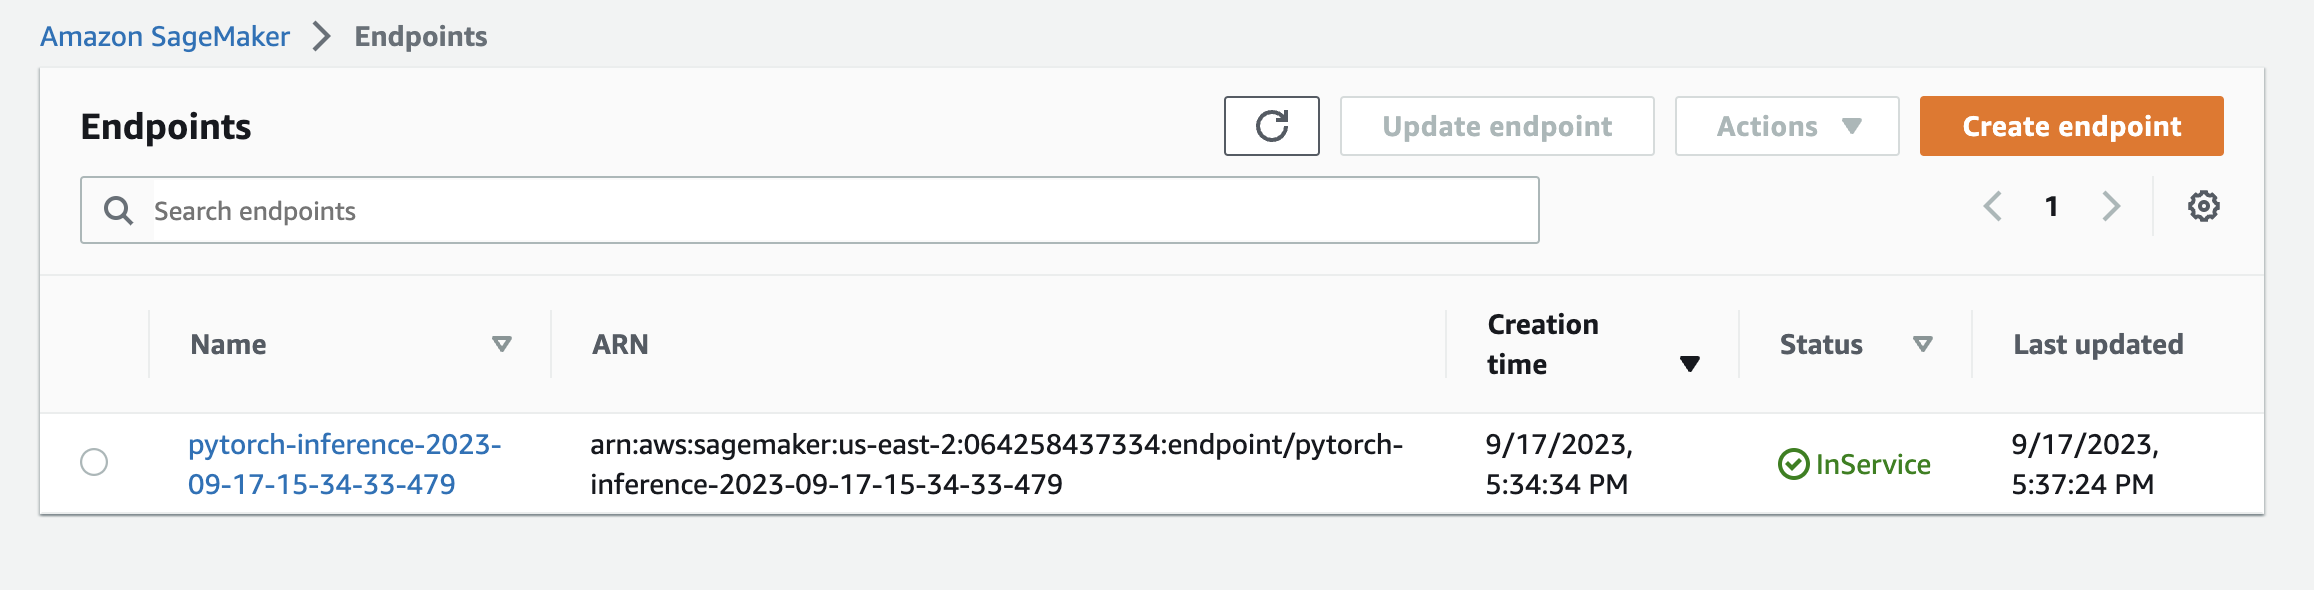 Amazon SageMaker > Endpoints
Endpoints
Update endpoint
Actions
Create endpoint
Search endpoints
1
Name
ARN
Creation
time
Status
Last updated
pytorch-inference-2023-
09-17-15-34-33-479
arn:aws:sagemaker:us-east-2:064258437334:endpoint/pytorch-
inference-2023-09-17-15-34-33-479
9/17/2023,
5:34:34 PM
InService
9/17/2023,
5:37:24 PM